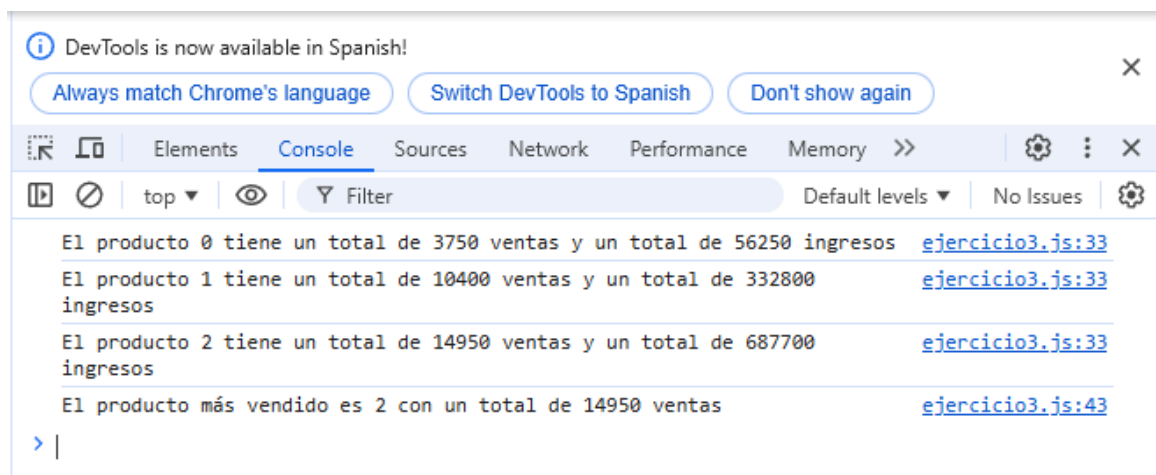 DevTools is now available in Spanish!
Always match Chrome's language Switch DevTools to Spanish Don't show again
Elements Console Sources Network Performance Memory
top Filter Default levels No Issues
El producto 0 tiene un total de 3750 ventas y un total de 56250 ingresos ejercicio3.js:33
El producto 1 tiene un total de 10400 ventas y un total de 332800 ejercicio3.js:33
ingresos
El producto 2 tiene un total de 14950 ventas y un total de 687700 ejercicio3.js:33
ingresos
El producto más vendido es 2 con un total de 14950 ventas ejercicio3.js:43